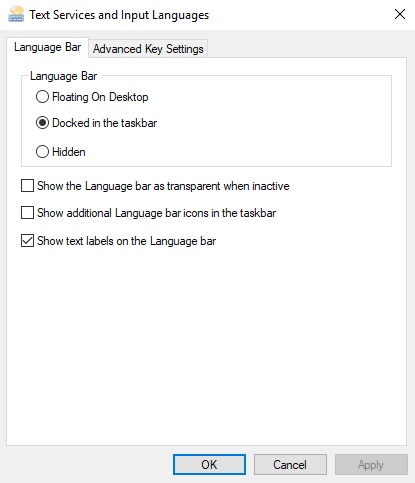 Text Services and Input Languages
Language Bar
Advanced Key Settings
Language Bar
Floating On Desktop
Docked in the taskbar
Hidden
Show the Language bar as transparent when inactive
Show additional Language bar icons in the taskbar
Show text labels on the Language bar
OK
Cancel
Apply